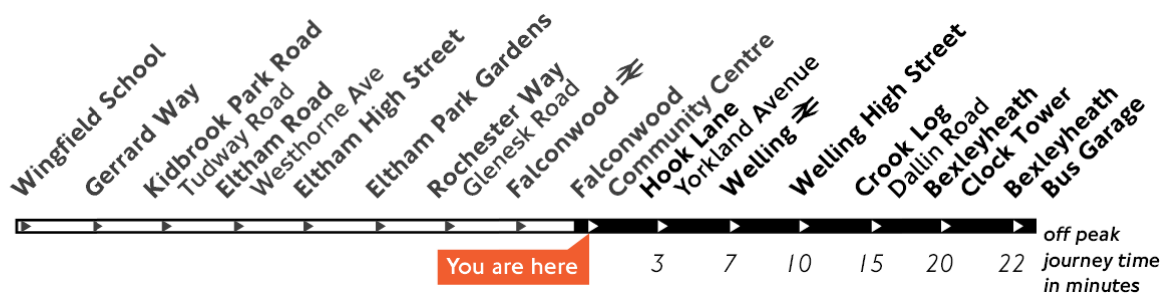 Wingfield School
Gerrard Way
Kidbrook Park Road
Tudway Road
Eltham Road
Westhorne Ave
Eltham High Street
Eltham Park Gardens
Rochester Way
Glenesk Road
Falconwood
Falconwood
Community Centre
Hook Lane
Yorkland Avenue
Welling
Welling High Street
Crook Log
Dallin Road
Bexleyheath
Clock Tower
Bexleyheath
Bus Garage
You are here
3 7 10 15 20 22
off peak
journey time
in minutes